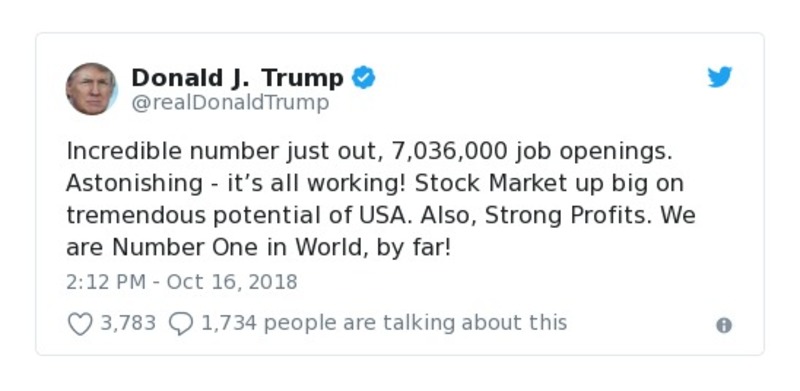 Donald J. Trump
@realDonaldTrump
Incredible number just out, 7,036,000 job openings.
Astonishing - it’s all working! Stock Market up big on
tremendous potential of USA. Also, Strong Profits. We
are Number One in World, by far!
2:12 PM - Oct 16, 2018
3,783 1,734 people are talking about this